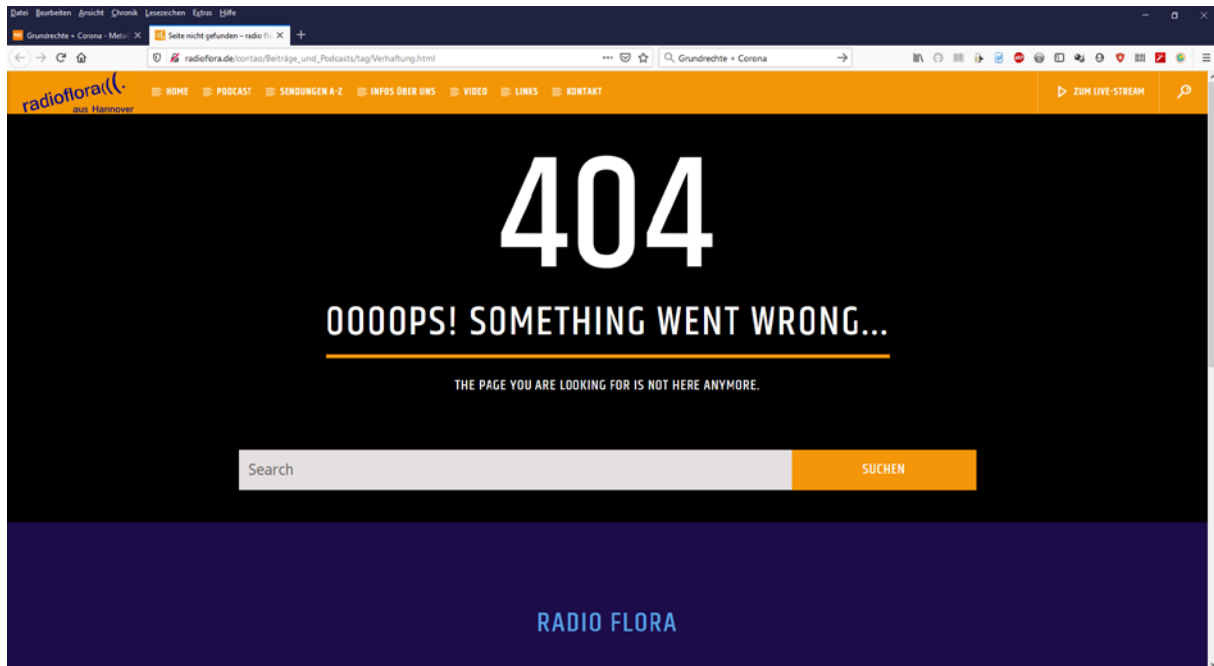 Datei Bearbeiten Ansicht Chronik Lesezeichen Extras Hilfe
Grundrechte + Corona - Meta
Seite nicht gefunden – radio fl
radioflora.de/contao/Beiträge_und_Podcasts/tag/Verhaftung.html
Grundrechte + Corona
radioflora
aus Hannover
HOME PODCAST SENDUNGEN A-Z INFOS ÜBER UNS VIDEO LINKS KONTAKT
ZUM LIVE-STREAM
404
OOOOPS! SOMETHING WENT WRONG...
THE PAGE YOU ARE LOOKING FOR IS NOT HERE ANYMORE.
Search
SUCHEN
RADIO FLORA